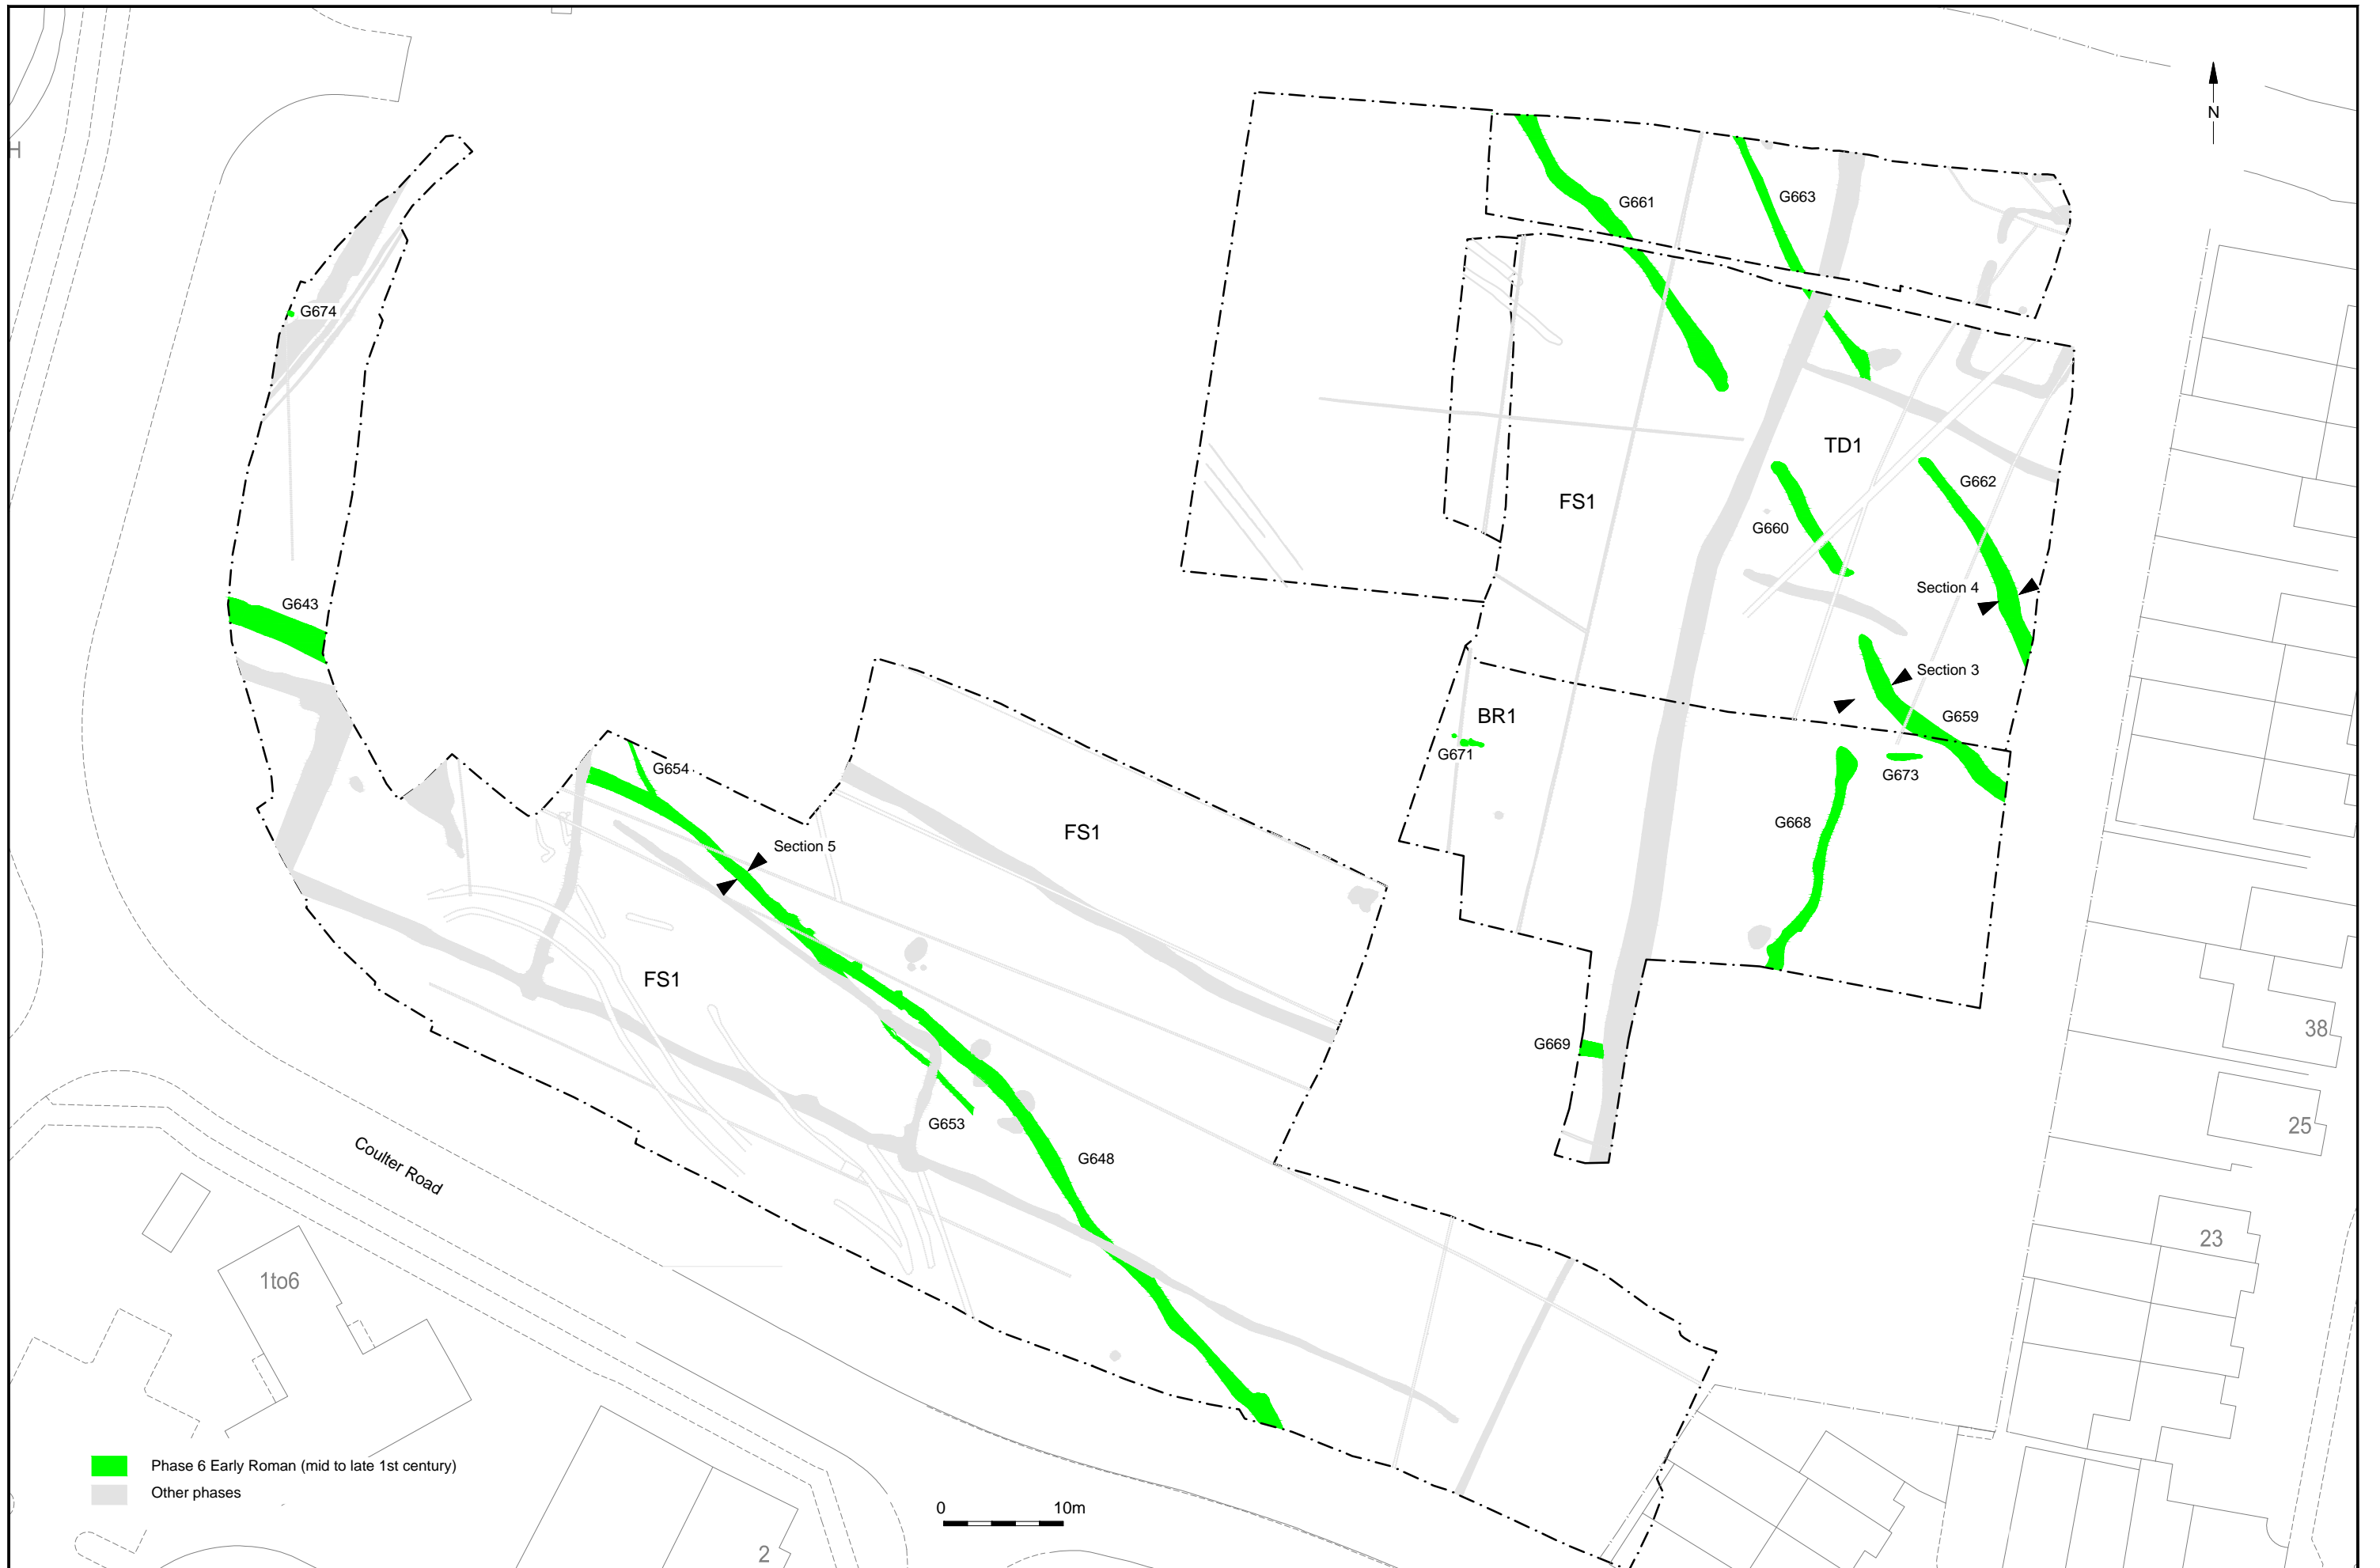 H
N
G661
G663
G674
TD1
G662
FS1
G660
Section 4
G643
Section 3
BR1
G659
G671
G673
G654
G668
FS1
Section 5
FS1
38
G669
G653
25
Coulter Road
G648
23
1to6
Phase 6 Early Roman (mid to late 1st century)
Other phases
0 10m
2